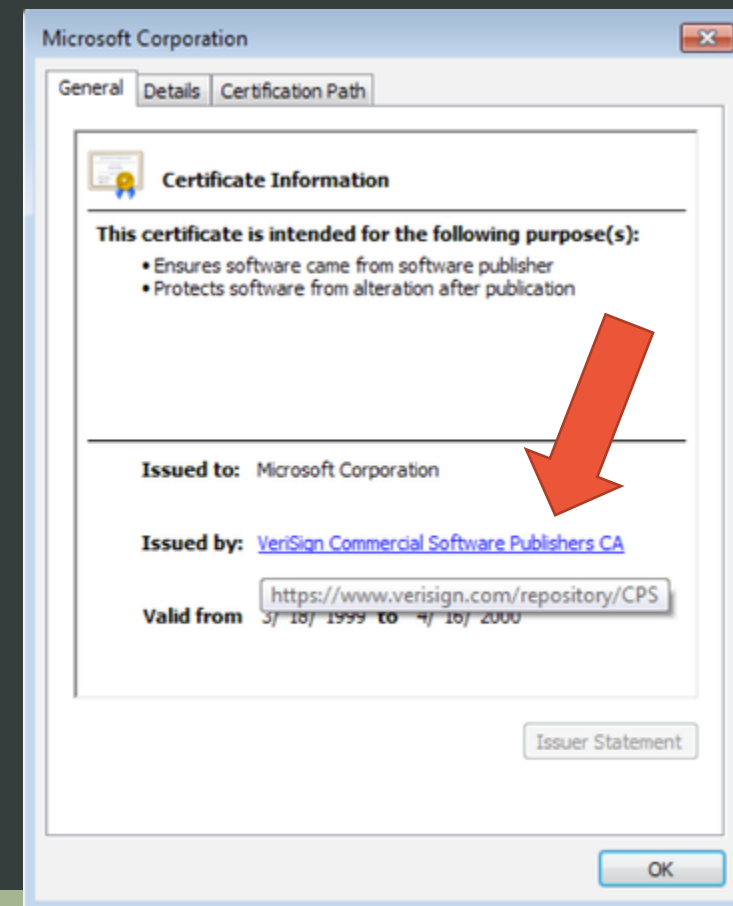 Microsoft Corporation
General Details Certification Path
Certificate Information
This certificate is intended for the following purpose(s):
• Ensures software came from software publisher
• Protects software from alteration after publication
Issued to: Microsoft Corporation
Issued by: VeriSign Commercial Software Publishers CA
https://www.verisign.com/repository/CPS
Valid from 3/ 18/ 1999 to 4/ 16/ 2000
Issuer Statement
OK